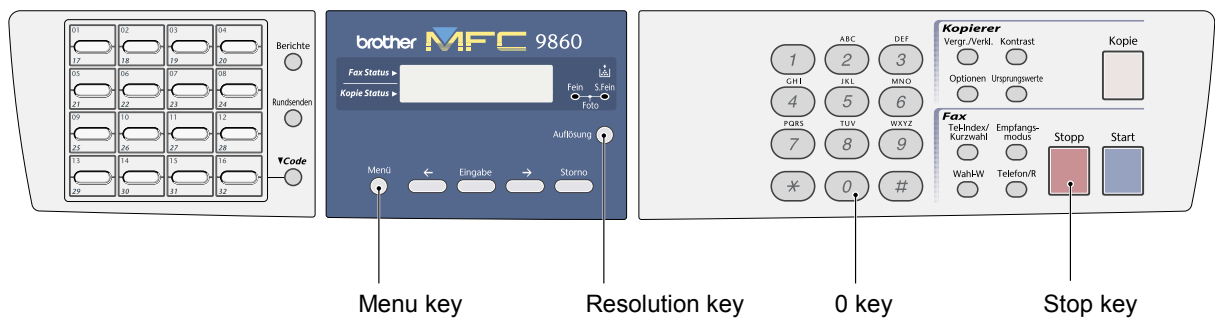 01 02 03 04
17 18 19 20
05 06 07 08
21 22 23 24
09 10 11 12
25 26 27 28
13 14 15 16
29 30 31 32
Berichte
Rundsenden
▼Code
brother MFC 9860
Fax Status ▶
Kopie Status ▶
Fein S.Fein
Foto
Auflösung
Menü ← Eingabe → Storno
ABC DEF
1 2 3
GHI JKL MNO
4 5 6
PQRS TUV WXYZ
7 8 9
* 0 #
Kopierer
Vergr./Verkl. Kontrast
Optionen Ursprungswerte
Kopie
Fax
Tel-Index/
Kurzwahl
Empfangs-
modus
Wahl-W Telefon/R
Stopp Start
Menu key Resolution key 0 key Stop key